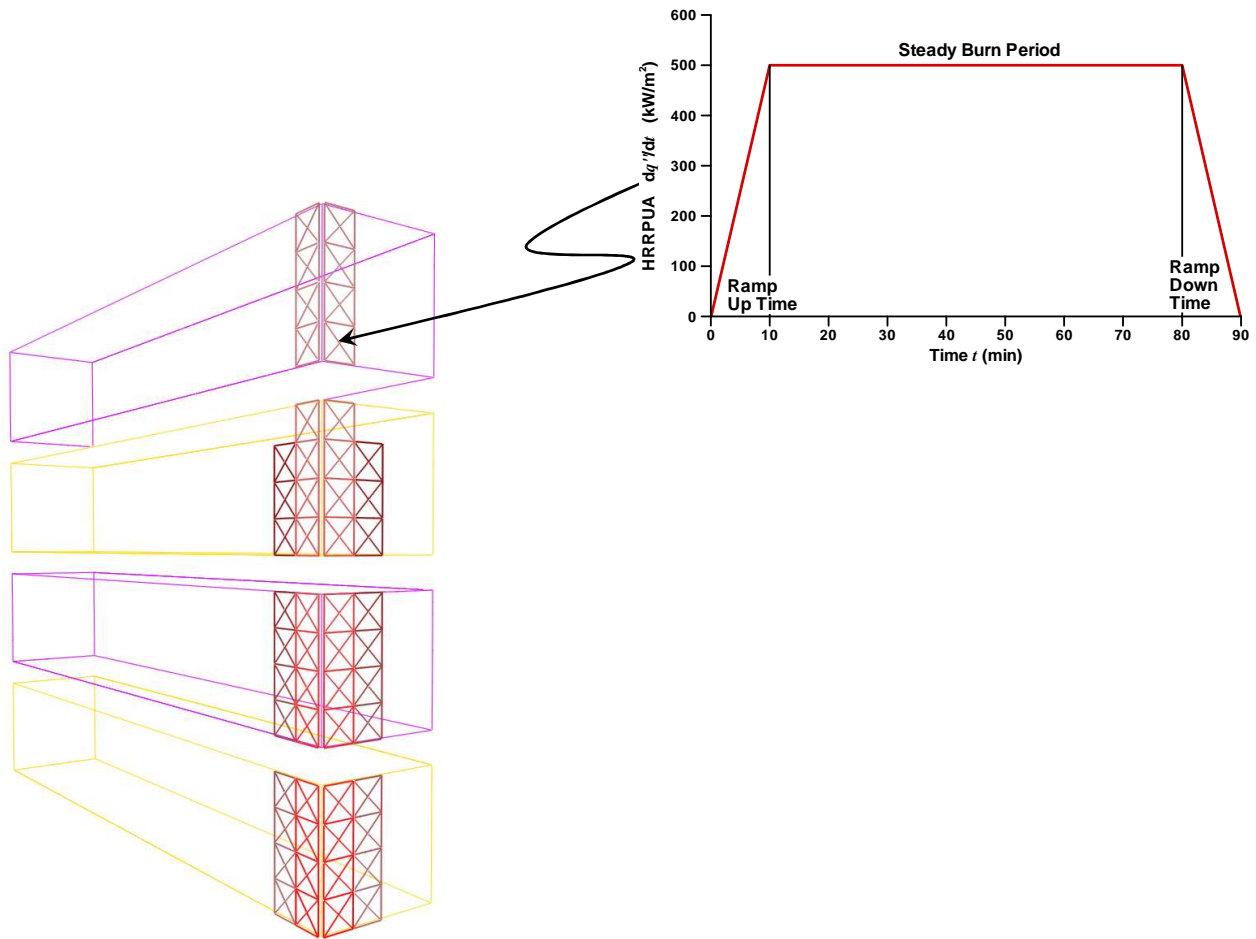 600
500
400
300
200
100
0
HRRPUA dq″/dt (kW/m²)
Steady Burn Period
Ramp
Up Time
Ramp
Down
Time
0 10 20 30 40 50 60 70 80 90
Time t (min)